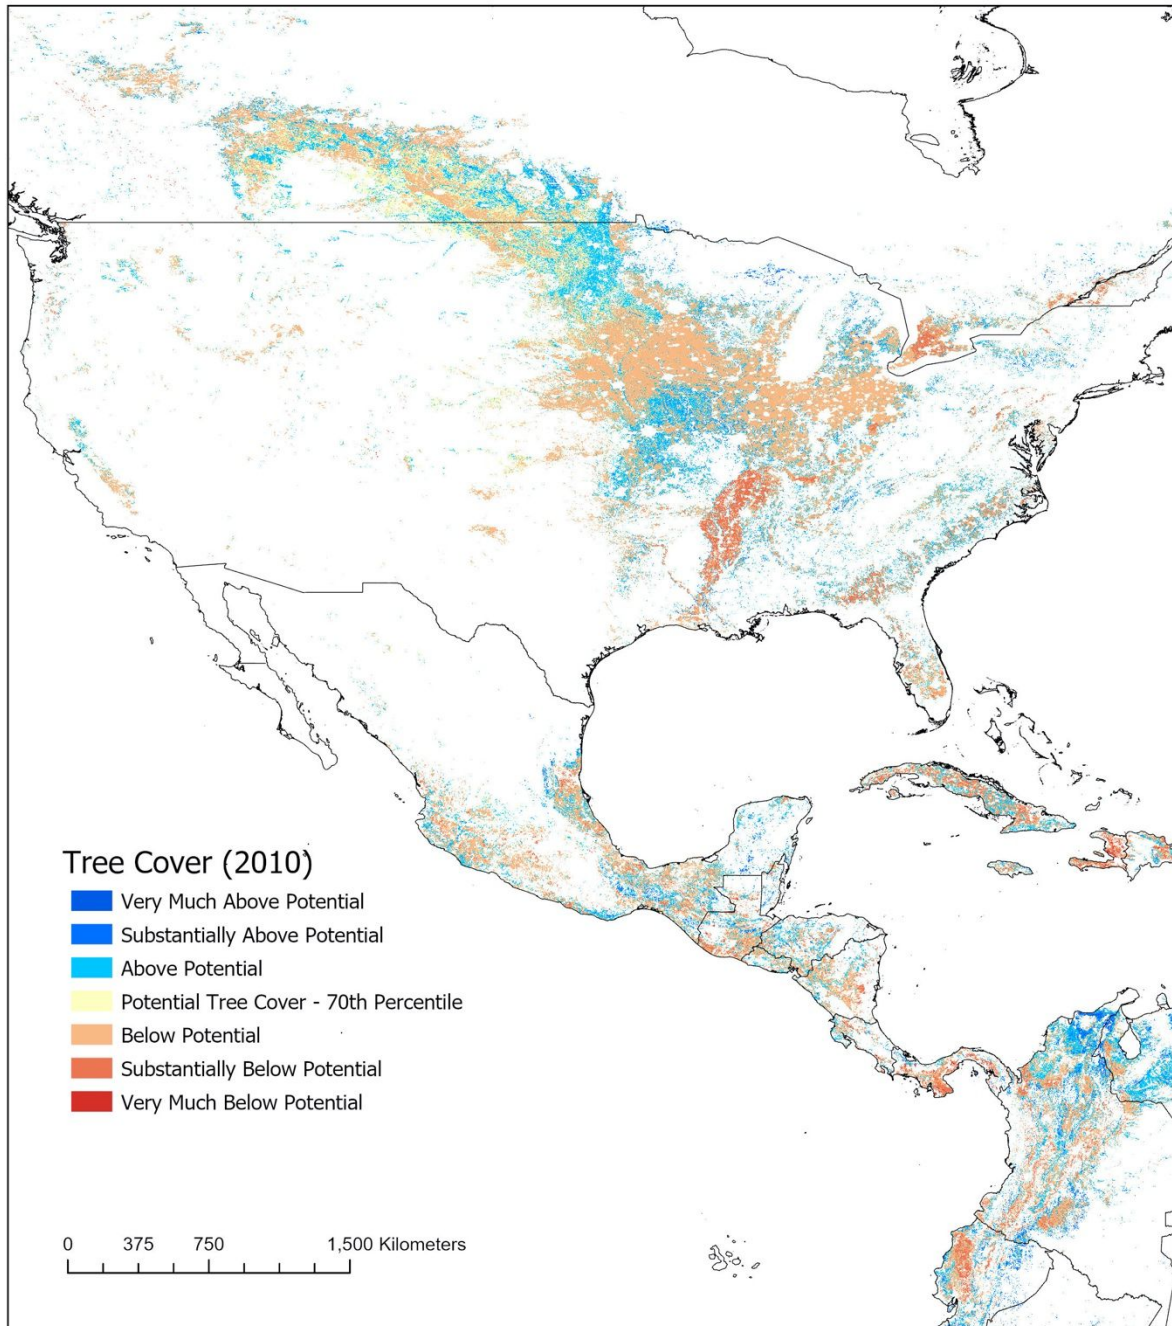 Tree Cover (2010)
Very Much Above Potential
Substantially Above Potential
Above Potential
Potential Tree Cover - 70th Percentile
Below Potential
Substantially Below Potential
Very Much Below Potential
0 375 750 1,500 Kilometers